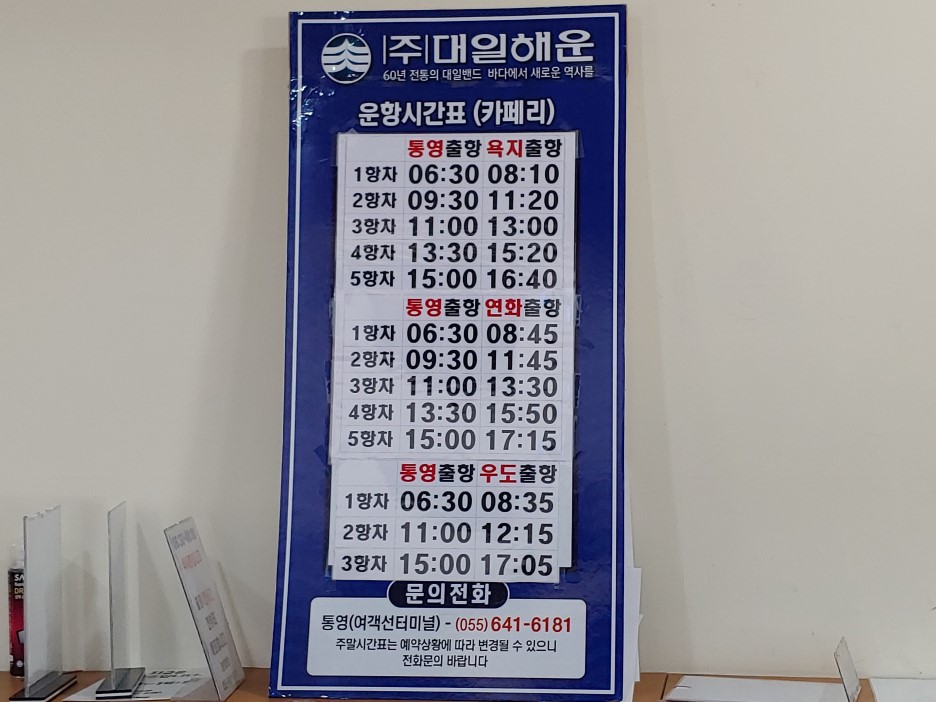 (주)대일해운
60년 전통의 대일밴드 바다에서 새로운 역사를
운항시간표 (카페리)
통영출항 욕지출항
1항차 06:30 08:10
2항차 09:30 11:20
3항차 11:00 13:00
4항차 13:30 15:20
5항차 15:00 16:40
통영출항 연화출항
1항차 06:30 08:45
2항차 09:30 11:45
3항차 11:00 13:30
4항차 13:30 15:50
5항차 15:00 17:15
통영출항 우도출항
1항차 06:30 08:35
2항차 11:00 12:15
3항차 15:00 17:05
문의전화
통영(여객선터미널) - (055) 641-6181
주말시간표는 예약상황에 따라 변경될 수 있으니
전화문의 바랍니다